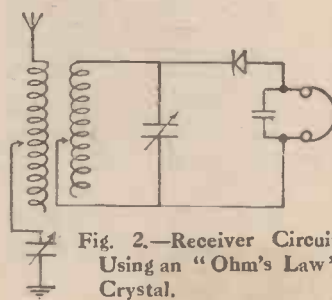 Fig. 2.—Receiver Circui
Using an "Ohm's Law"
Crystal.